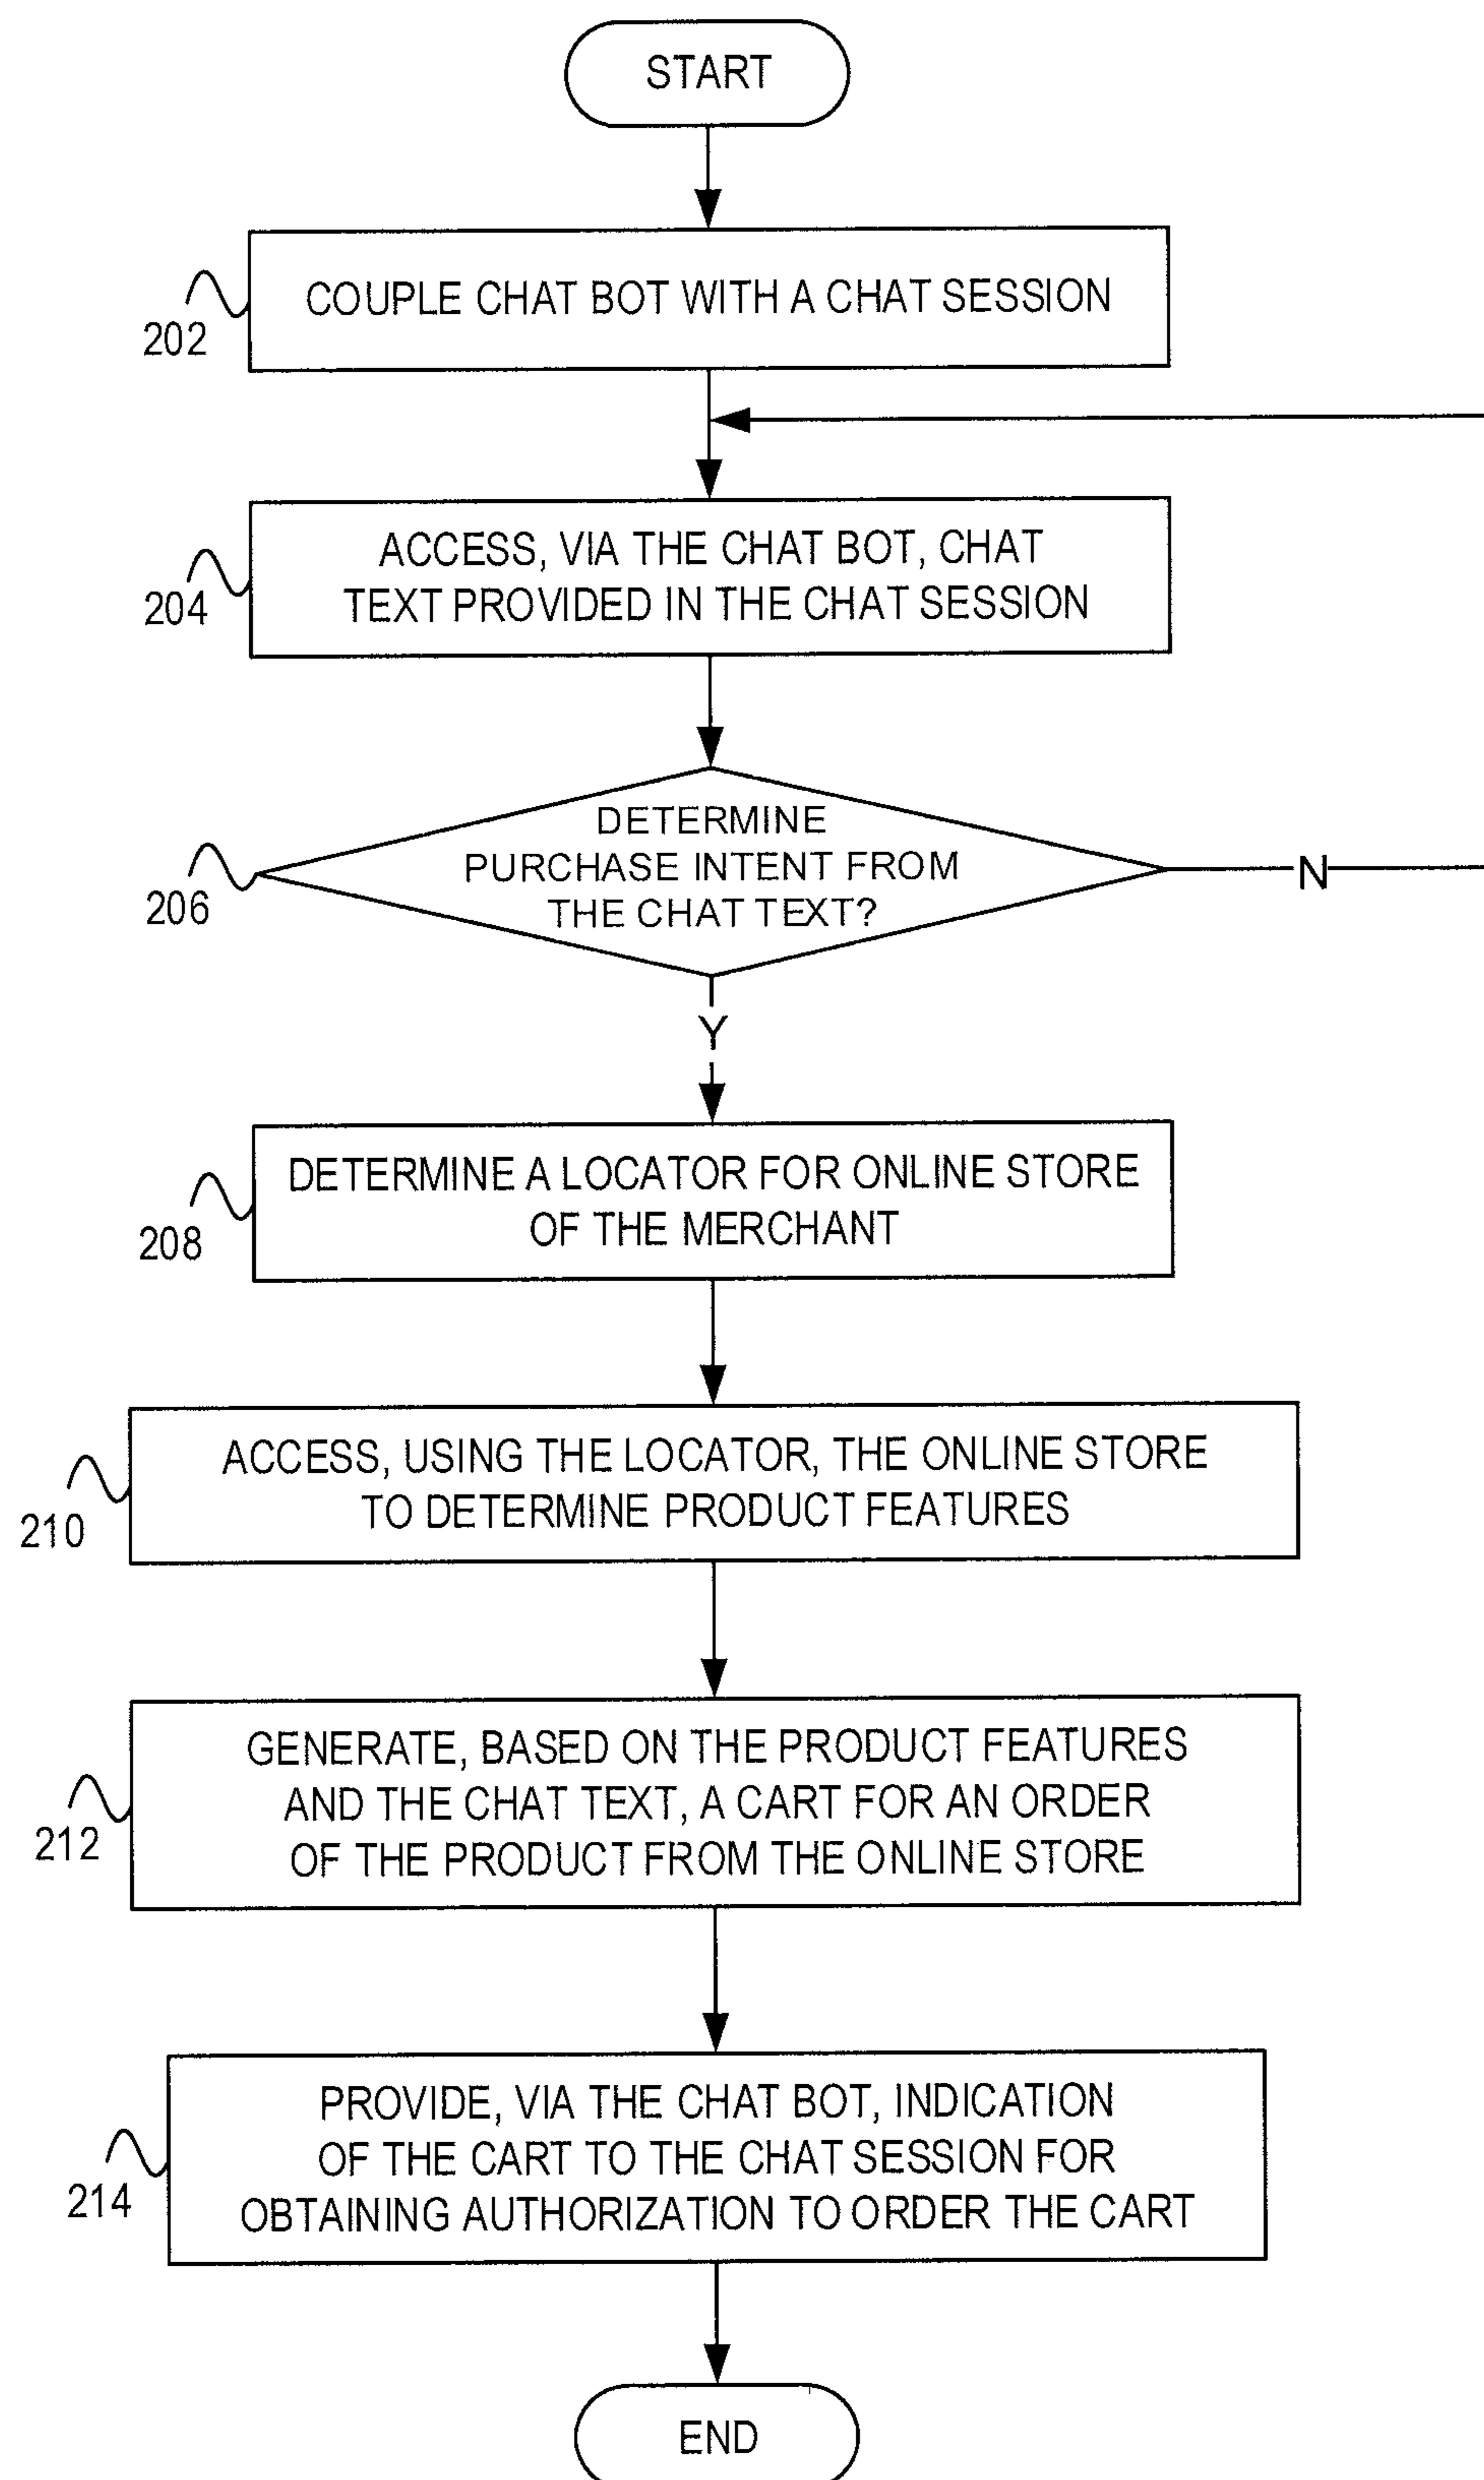 START
COUPLE CHAT BOT WITH A CHAT SESSION
202
ACCESS, VIA THE CHAT BOT, CHAT
TEXT PROVIDED IN THE CHAT SESSION
204
DETERMINE
PURCHASE INTENT FROM
THE CHAT TEXT?
206
N
Y
DETERMINE A LOCATOR FOR ONLINE STORE
OF THE MERCHANT
208
ACCESS, USING THE LOCATOR, THE ONLINE STORE
TO DETERMINE PRODUCT FEATURES
210
GENERATE, BASED ON THE PRODUCT FEATURES
AND THE CHAT TEXT, A CART FOR AN ORDER
OF THE PRODUCT FROM THE ONLINE STORE
212
PROVIDE, VIA THE CHAT BOT, INDICATION
OF THE CART TO THE CHAT SESSION FOR
OBTAINING AUTHORIZATION TO ORDER THE CART
214
END